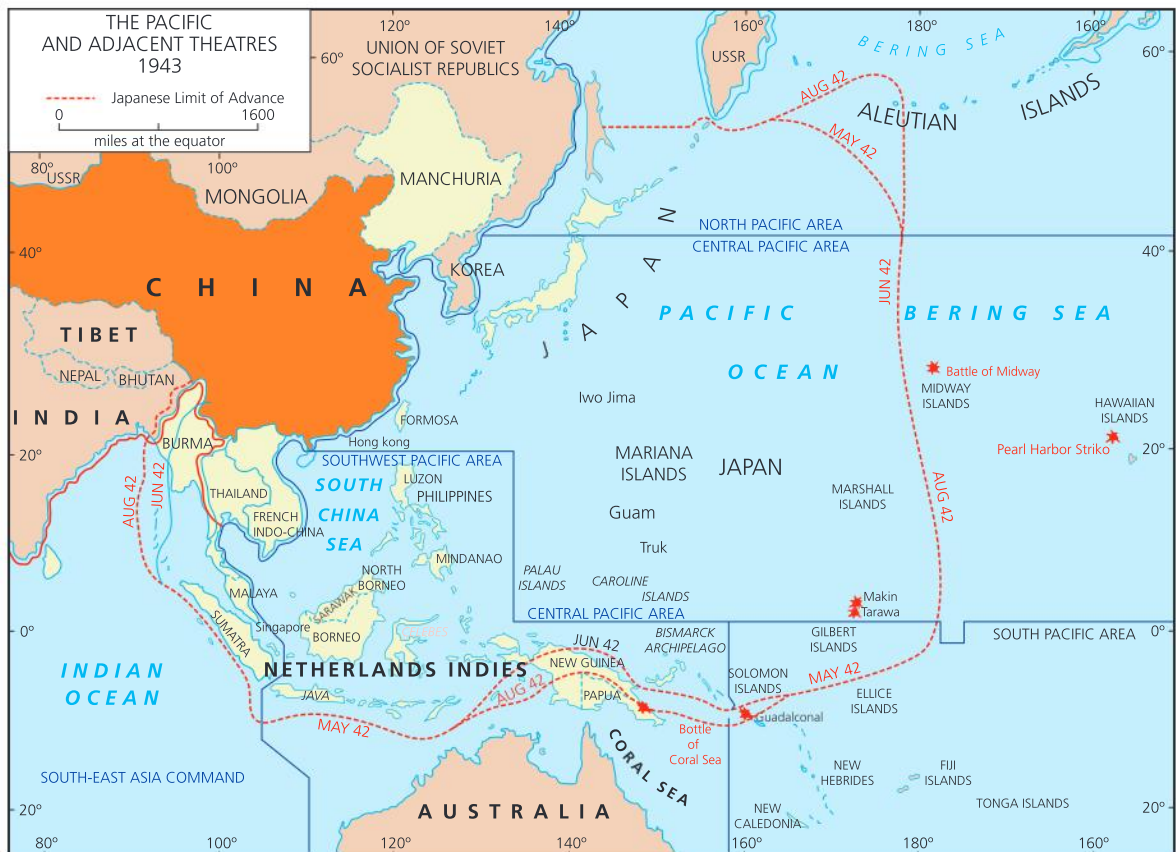 THE PACIFIC
AND ADJACENT THEATRES
1943
Japanese Limit of Advance
0 1600
miles at the equator
120° 140° 160° 180° 160°
60° 60°
UNION OF SOVIET
SOCIALIST REPUBLICS
USSR
BERING SEA
AUG 42
ALEUTIAN
ISLANDS
MAY 42
80° 100°
USSR
MONGOLIA
MANCHURIA
NORTH PACIFIC AREA
CENTRAL PACIFIC AREA
40° 40°
KOREA
JAPAN
CHINA
JUN 42
PACIFIC
OCEAN
BERING SEA
TIBET
NEPAL
BHUTAN
INDIA
Battle of Midway
MIDWAY
ISLANDS
HAWAIIAN
ISLANDS
Pearl Harbor Striko
Iwo Jima
FORMOSA
Hong kong
BURMA
20° 20°
SOUTHWEST PACIFIC AREA
MARIANA
ISLANDS
JAPAN
AUG 42
JUN 42
THAILAND
FRENCH
INDO-CHINA
SOUTH
CHINA
SEA
LUZON
PHILIPPINES
MARSHALL
ISLANDS
AUG 42
Guam
Truk
MINDANAO
PALAU
ISLANDS
CAROLINE
ISLANDS
NORTH
BORNEO
SARAWAK
MALAYA
Makin
Tarawa
CENTRAL PACIFIC AREA
SUMATRA
Singapore
BORNEO
0° 0°
JUN 42
BISMARCK
ARCHIPELAGO
GILBERT
ISLANDS
SOUTH PACIFIC AREA
INDIAN
OCEAN
NETHERLANDS INDIES
NEW GUINEA
PAPUA
AUG 42
SOLOMON
ISLANDS
MAY 42
ELLICE
ISLANDS
JAVA
MAY 42
Guadalconal
Bottle
of
Coral Sea
CORAL SEA
SOUTH-EAST ASIA COMMAND
NEW
HEBRIDES
FIJI
ISLANDS
TONGA ISLANDS
AUSTRALIA
NEW
CALEDONIA
20° 20°
80° 100° 120° 140° 160° 180° 160°